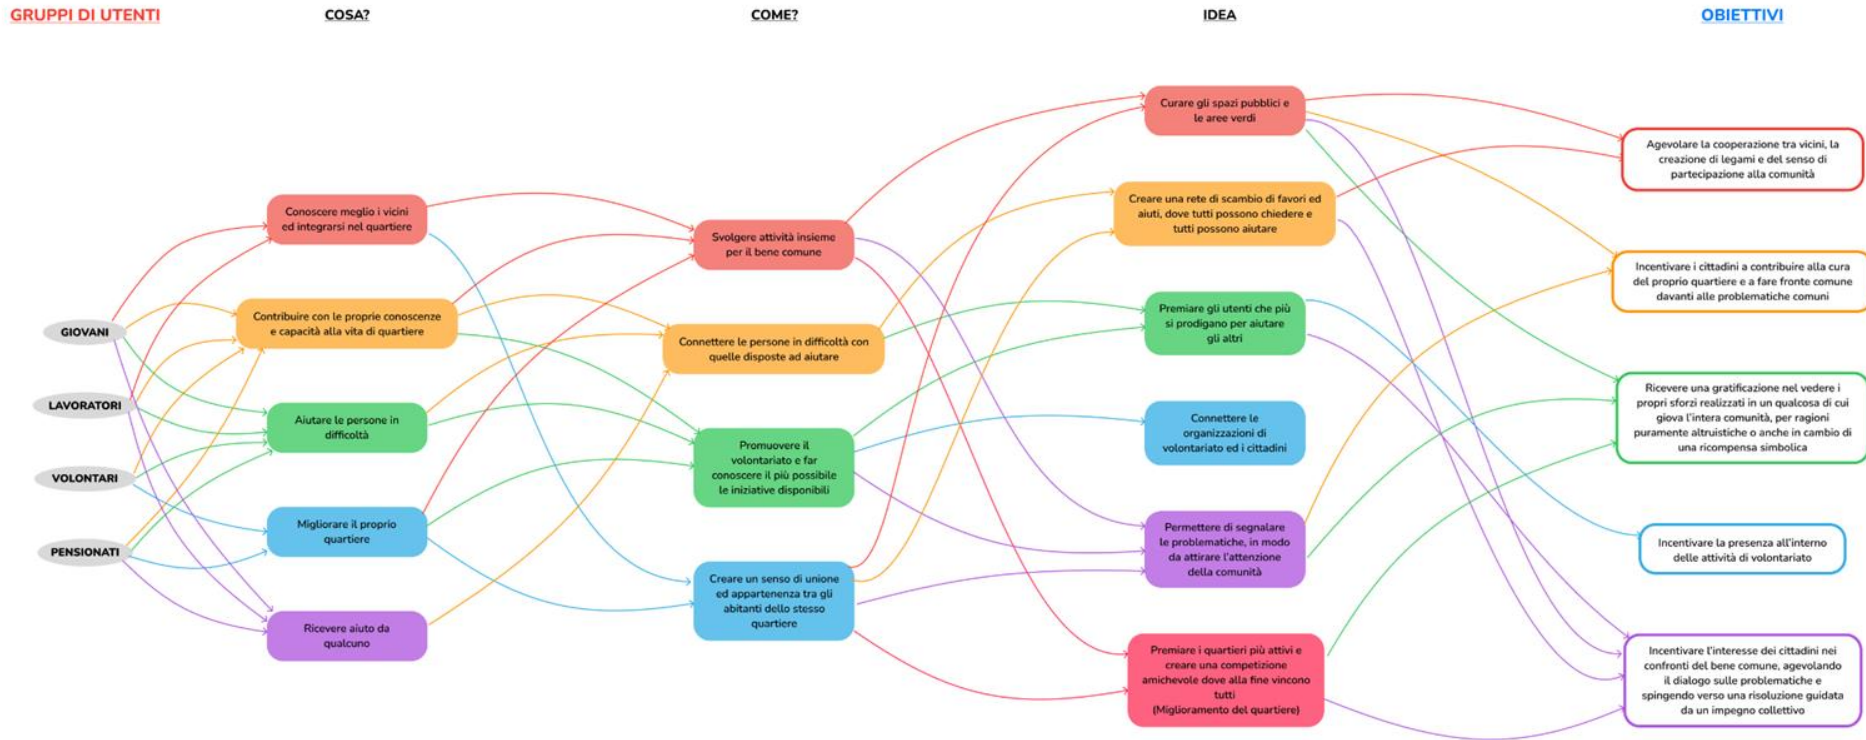 GRUPPI DI UTENTI
COSA?
COME?
IDEA
OBIETTIVI
GIOVANI
LAVORATORI
VOLONTARI
PENSIONATI
Conoscere meglio i vicini
ed integrarsi nel quartiere
Contribuire con le proprie conoscenze
e capacità alla vita di quartiere
Aiutare le persone in
difficoltà
Migliorare il proprio
quartiere
Ricevere aiuto da
qualcuno
Svolgere attività insieme
per il bene comune
Connettere le persone in difficoltà con
quelle disposte ad aiutare
Promuovere il
volontariato e far
conoscere il più possibile
le iniziative disponibili
Creare un senso di unione
ed appartenenza tra gli
abitanti dello stesso
quartiere
Curare gli spazi pubblici e
le aree verdi
Creare una rete di scambio di favori ed
aiuti, dove tutti possono chiedere e
tutti possono aiutare
Premiare gli utenti che più
si prodigano per aiutare
gli altri
Connettere le
organizzazioni di
volontariato ed i cittadini
Permettere di segnalare
le problematiche, in modo
da attirare l'attenzione
della comunità
Premiare i quartieri più attivi e
creare una competizione
amichevole dove alla fine vincono
tutti
(Miglioramento del quartiere)
Agevolare la cooperazione tra vicini, la
creazione di legami e del senso di
partecipazione alla comunità
Incentivare i cittadini a contribuire alla cura
del proprio quartiere e a fare fronte comune
davanti alle problematiche comuni
Ricevere una gratificazione nel vedere i
propri sforzi realizzati in un qualcosa di cui
giova l'intera comunità, per ragioni
puramente altruistiche o anche in cambio di
una ricompensa simbolica
Incentivare la presenza all'interno
delle attività di volontariato
Incentivare l'interesse dei cittadini nei
confronti del bene comune, agevolando
il dialogo sulle problematiche e
spingendo verso una risoluzione guidata
da un impegno collettivo